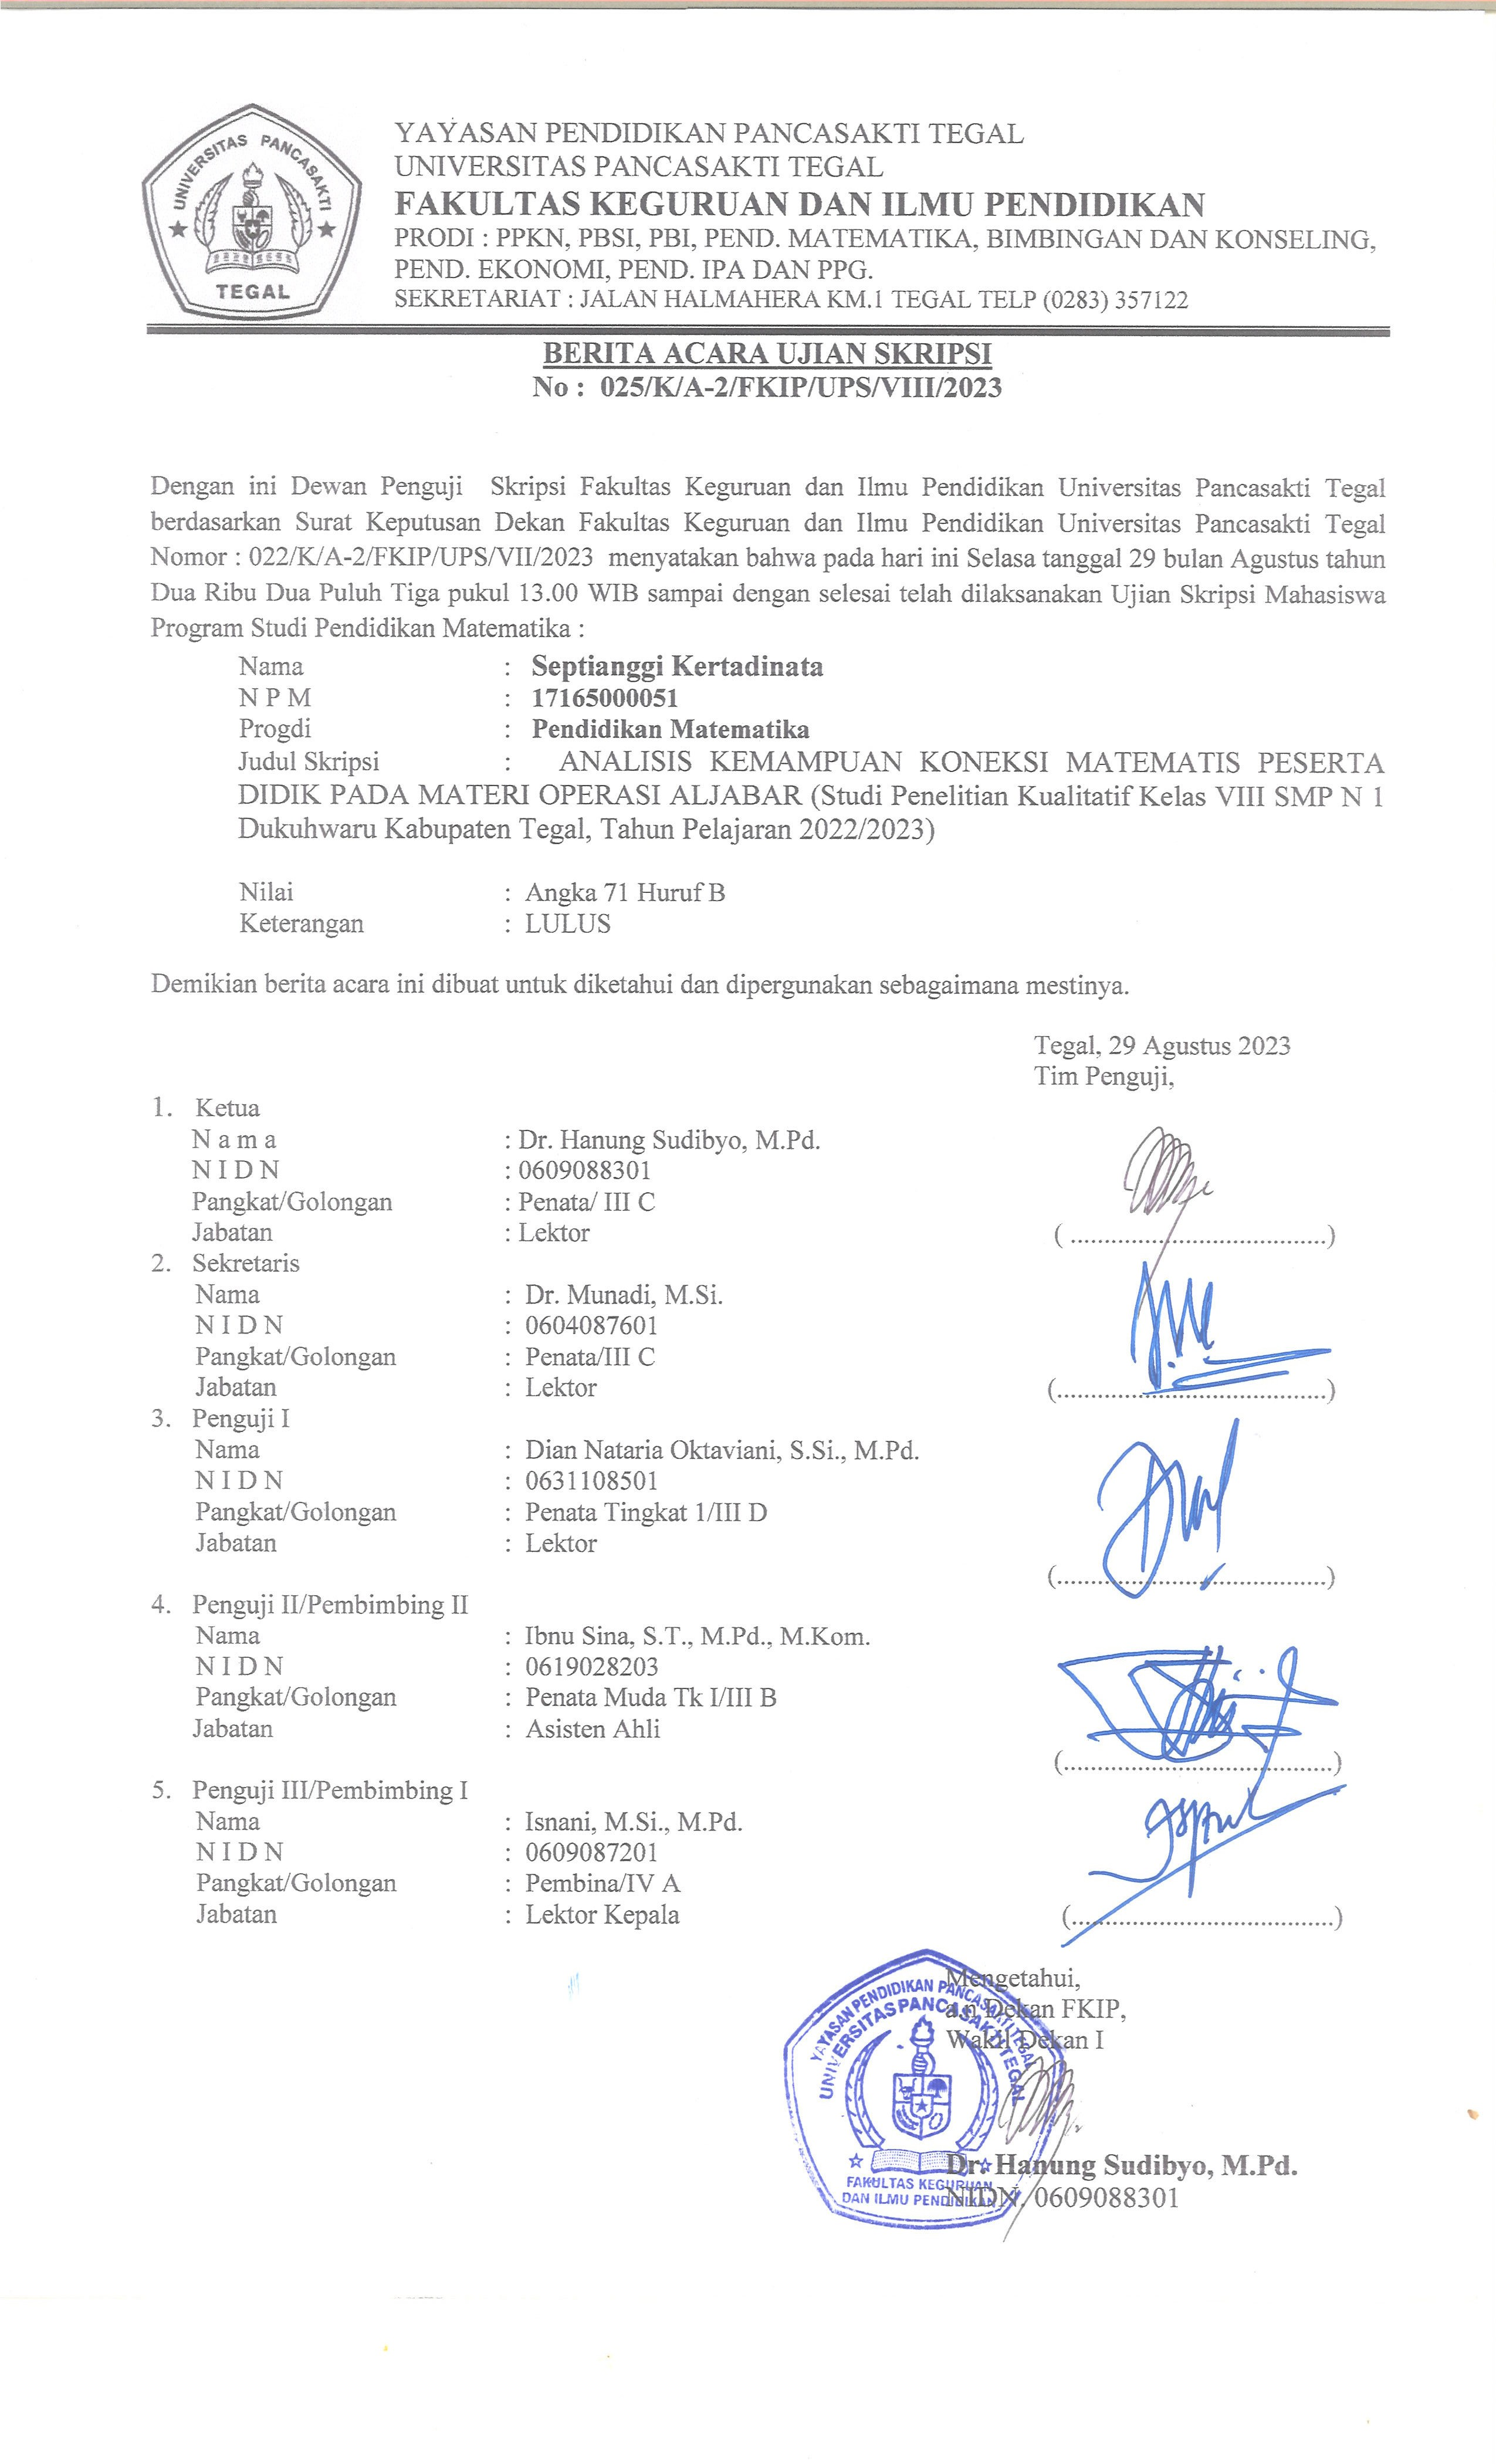 UNIVERSITAS PANCASAKTI
TEGAL
YAYASAN PENDIDIKAN PANCASAKTI TEGAL
UNIVERSITAS PANCASAKTI TEGAL
FAKULTAS KEGURUAN DAN ILMU PENDIDIKAN
PRODI : PPKN, PBSI, PBI, PEND. MATEMATIKA, BIMBINGAN DAN KONSELING,
PEND. EKONOMI, PEND. IPA DAN PPG.
SEKRETARIAT : JALAN HALMAHERA KM.1 TEGAL TELP (0283) 357122
BERITA ACARA UJIAN SKRIPSI
No : 025/K/A-2/FKIP/UPS/VIII/2023
Dengan ini Dewan Penguji Skripsi Fakultas Keguruan dan Ilmu Pendidikan Universitas Pancasakti Tegal
berdasarkan Surat Keputusan Dekan Fakultas Keguruan dan Ilmu Pendidikan Universitas Pancasakti Tegal
Nomor : 022/K/A-2/FKIP/UPS/VII/2023 menyatakan bahwa pada hari ini Selasa tanggal 29 bulan Agustus tahun
Dua Ribu Dua Puluh Tiga pukul 13.00 WIB sampai dengan selesai telah dilaksanakan Ujian Skripsi Mahasiswa
Program Studi Pendidikan Matematika :
Nama : Septianggi Kertadinata
N P M : 17165000051
Progdi : Pendidikan Matematika
Judul Skripsi : ANALISIS KEMAMPUAN KONEKSI MATEMATIS PESERTA
DIDIK PADA MATERI OPERASI ALJABAR (Studi Penelitian Kualitatif Kelas VIII SMP N 1
Dukuhwaru Kabupaten Tegal, Tahun Pelajaran 2022/2023)
Nilai : Angka 71 Huruf B
Keterangan : LULUS
Demikian berita acara ini dibuat untuk diketahui dan dipergunakan sebagaimana mestinya.
Tegal, 29 Agustus 2023
Tim Penguji,
1. Ketua
N a m a : Dr. Hanung Sudibyo, M.Pd.
N I D N : 0609088301
Pangkat/Golongan : Penata/ III C
Jabatan : Lektor (......................................)
2. Sekretaris
Nama : Dr. Munadi, M.Si.
N I D N : 0604087601
Pangkat/Golongan : Penata/III C
Jabatan : Lektor (......................................)
3. Penguji I
Nama : Dian Nataria Oktaviani, S.Si., M.Pd.
N I D N : 0631108501
Pangkat/Golongan : Penata Tingkat 1/III D
Jabatan : Lektor
(......................................)
4. Penguji II/Pembimbing II
Nama : Ibnu Sina, S.T., M.Pd., M.Kom.
N I D N : 0619028203
Pangkat/Golongan : Penata Muda Tk I/III B
Jabatan : Asisten Ahli
(......................................)
5. Penguji III/Pembimbing I
Nama : Isnani, M.Si., M.Pd.
N I D N : 0609087201
Pangkat/Golongan : Pembina/IV A
Jabatan : Lektor Kepala (......................................)
Mengetahui,
a.n Dekan FKIP,
Wakil Dekan I
YAYASAN PENDIDIKAN PANCASAKTI TEGAL
UNIVERSITAS PANCASAKTI TEGAL
FAKULTAS KEGURUAN
DAN ILMU PENDIDIKAN
Dr. Hanung Sudibyo, M.Pd.
NIDN. 0609088301